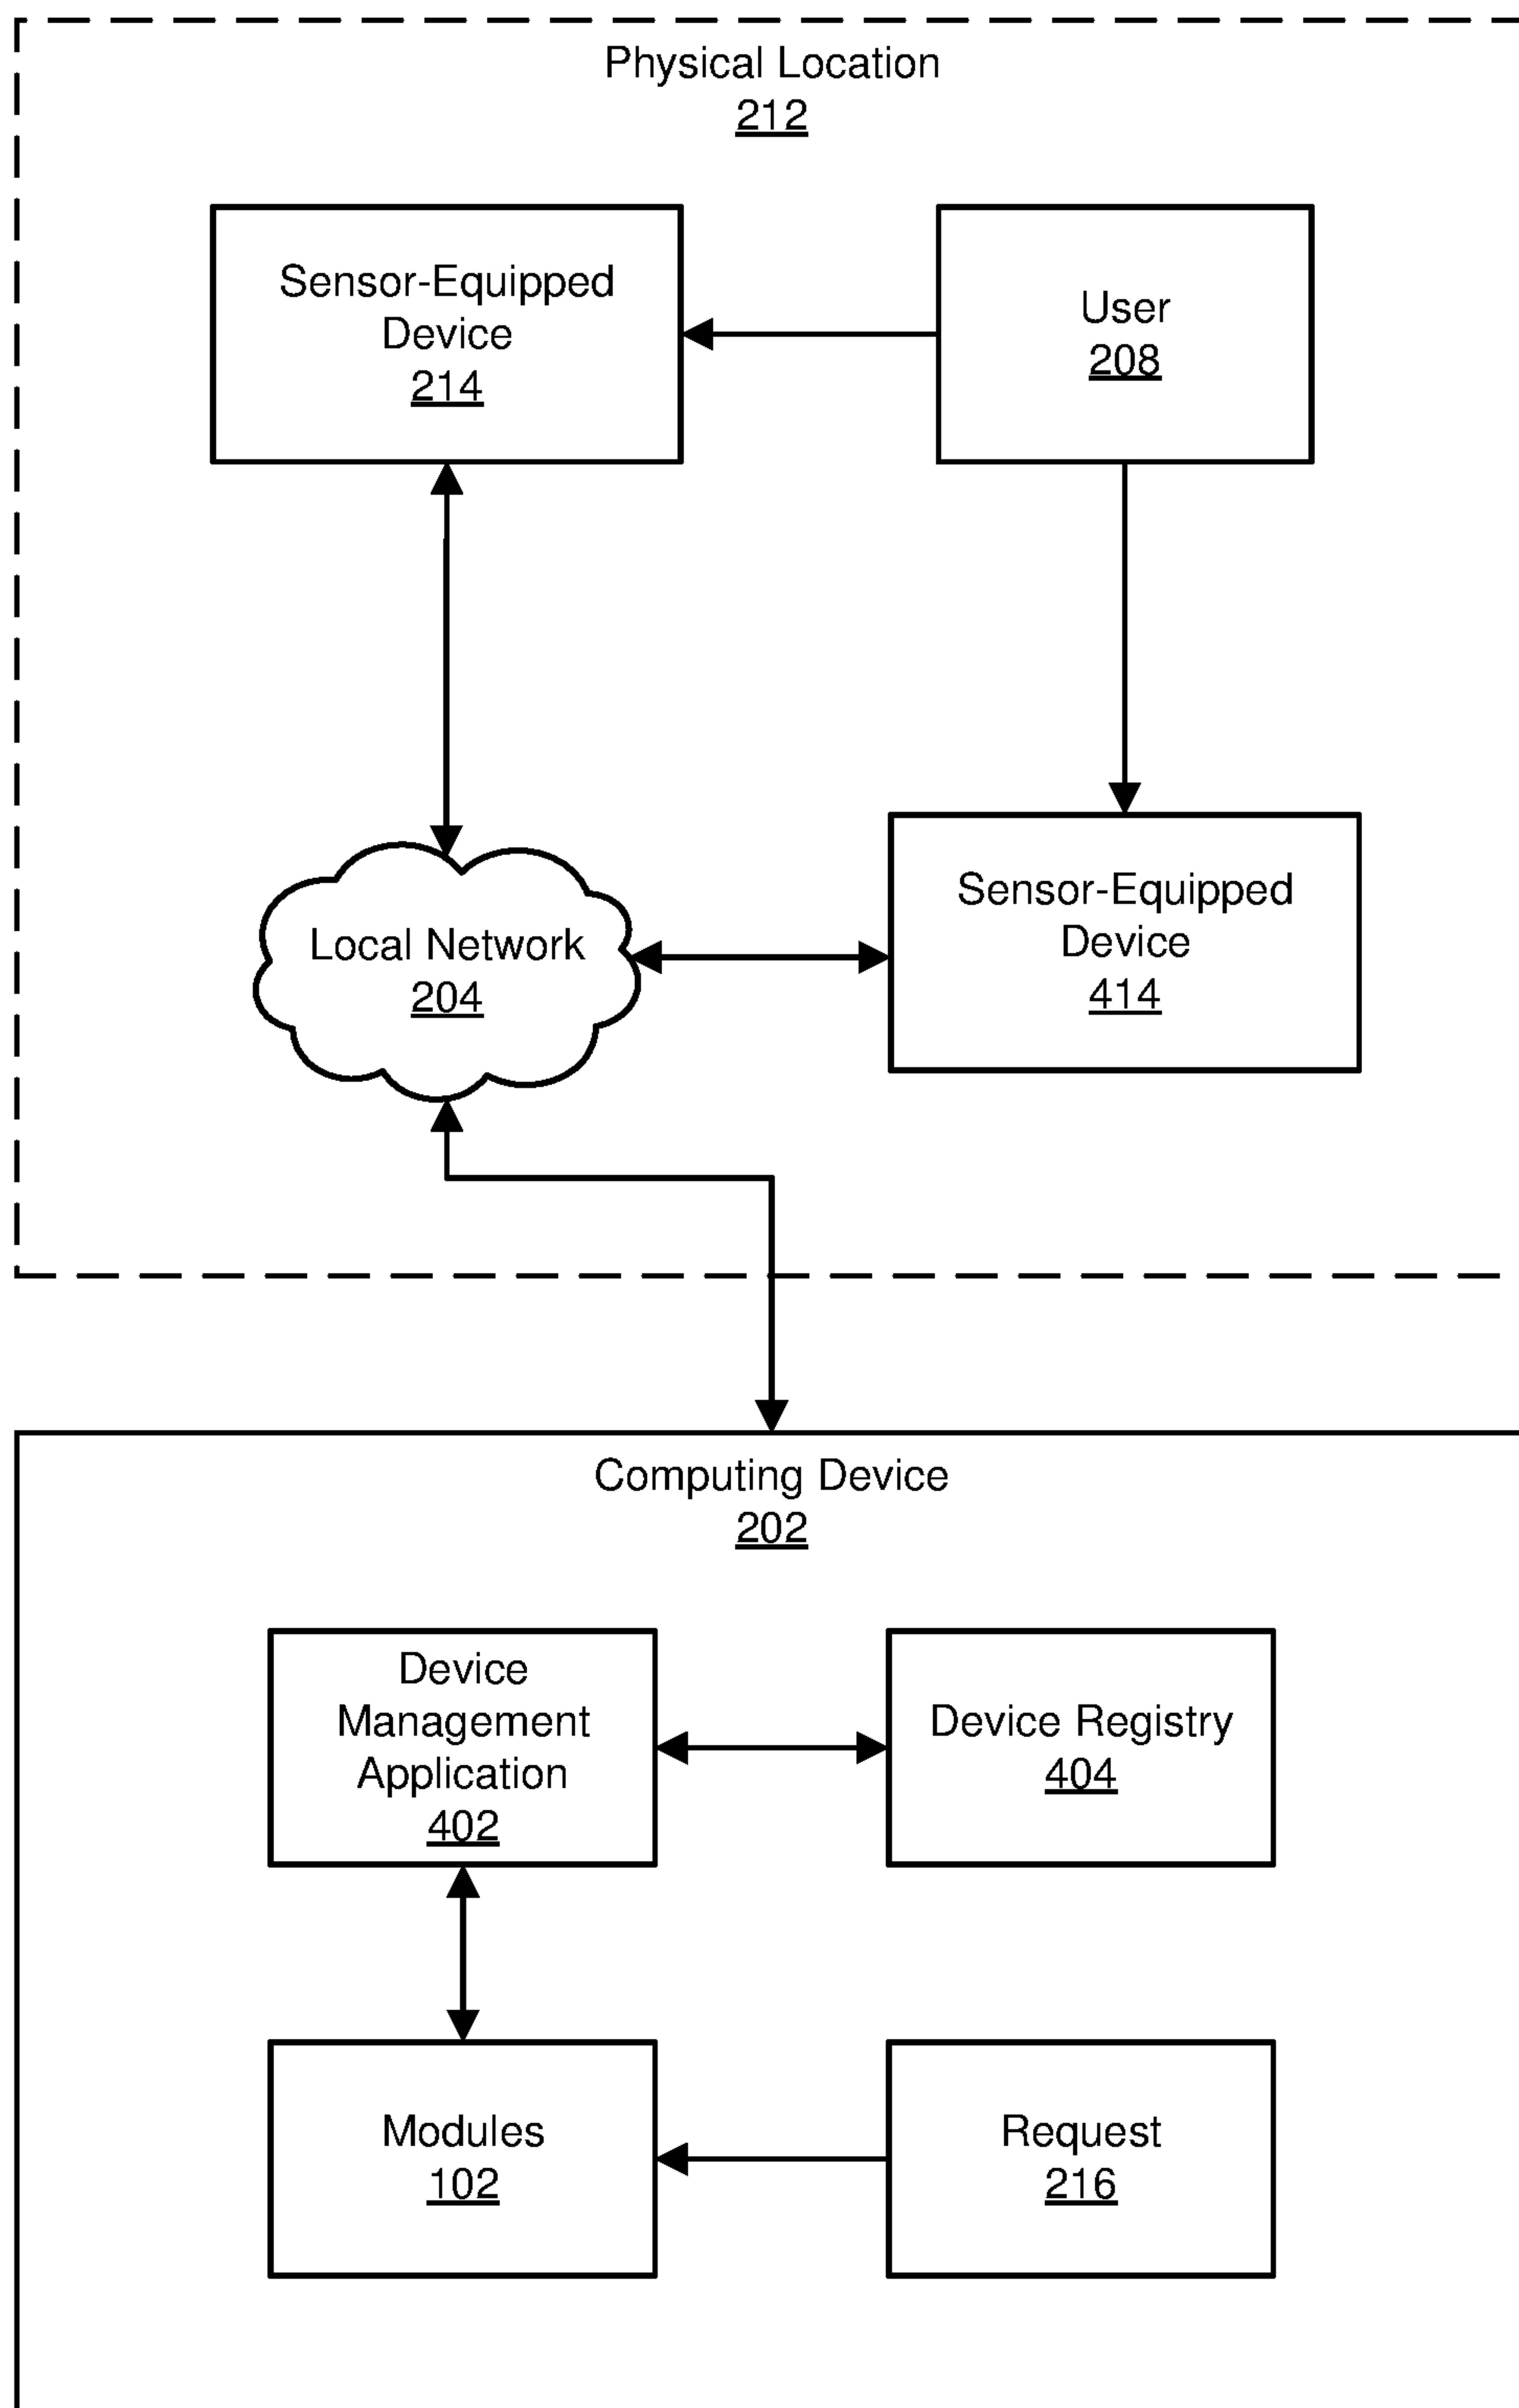 Physical Location
212
Sensor-Equipped
Device
214
User
208
Local Network
204
Sensor-Equipped
Device
414
Computing Device
202
Device
Management
Application
402
Device Registry
404
Modules
102
Request
216